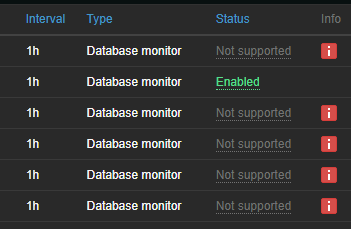 Interval Type Status Info
1h Database monitor Not supported i
1h Database monitor Enabled
1h Database monitor Not supported i
1h Database monitor Not supported i
1h Database monitor Not supported i
1h Database monitor Not supported i